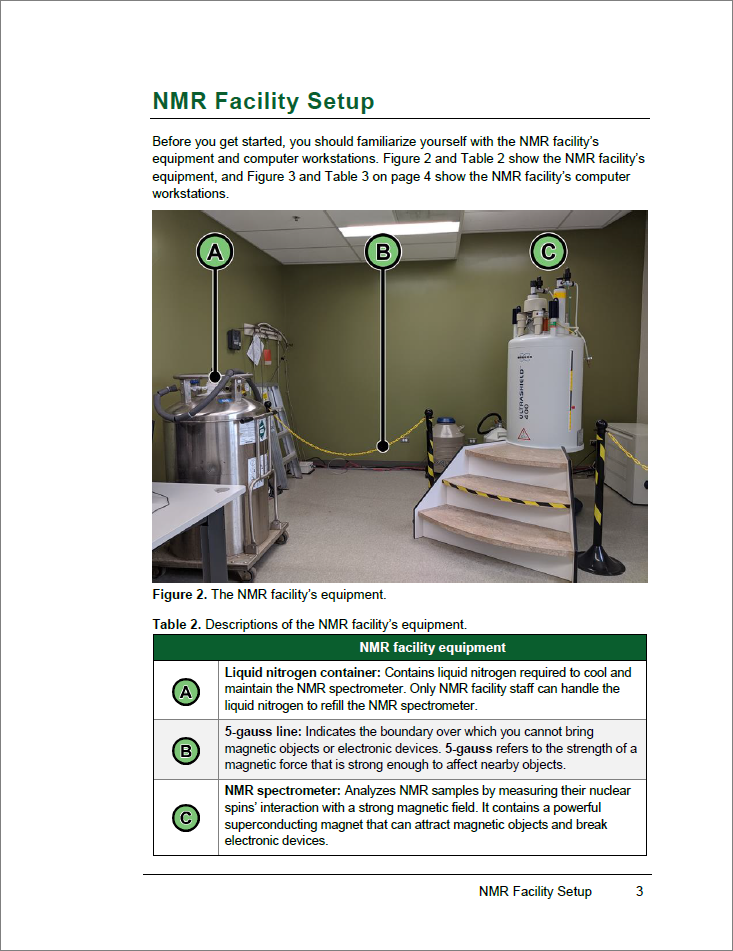 NMR Facility Setup
Before you get started, you should familiarize yourself with the NMR facility’s
equipment and computer workstations. Figure 2 and Table 2 show the NMR facility’s
equipment, and Figure 3 and Table 3 on page 4 show the NMR facility’s computer
workstations.
A
B
C
ULTRASHIELD
400
Figure 2. The NMR facility’s equipment.
Table 2. Descriptions of the NMR facility’s equipment.
NMR facility equipment
A
Liquid nitrogen container: Contains liquid nitrogen required to cool and
maintain the NMR spectrometer. Only NMR facility staff can handle the
liquid nitrogen to refill the NMR spectrometer.
B
5-gauss line: Indicates the boundary over which you cannot bring
magnetic objects or electronic devices. 5-gauss refers to the strength of a
magnetic force that is strong enough to affect nearby objects.
C
NMR spectrometer: Analyzes NMR samples by measuring their nuclear
spins’ interaction with a strong magnetic field. It contains a powerful
superconducting magnet that can attract magnetic objects and break
electronic devices.
NMR Facility Setup 3